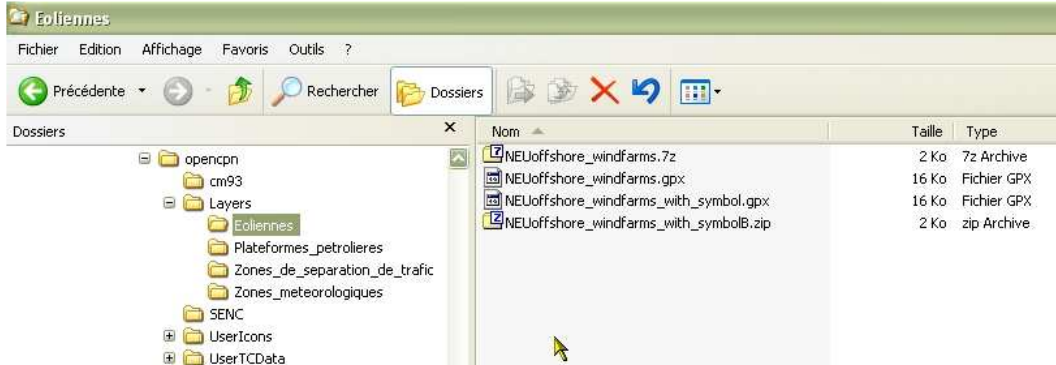 Eoliennes
Fichier Edition Affichage Favoris Outils ?
Précédente Rechercher Dossiers
Dossiers
opencpn
cm93
Layers
Eoliennes
Plateformes_petrolieres
Zones_de_separation_de_trafic
Zones_meteorologiques
SENC
UserIcons
UserTCData
Nom Taille Type
NEUoffshore_windfarms.7z 2 Ko 7z Archive
NEUoffshore_windfarms.gpx 16 Ko Fichier GPX
NEUoffshore_windfarms_with_symbol.gpx 16 Ko Fichier GPX
NEUoffshore_windfarms_with_symbolB.zip 2 Ko zip Archive